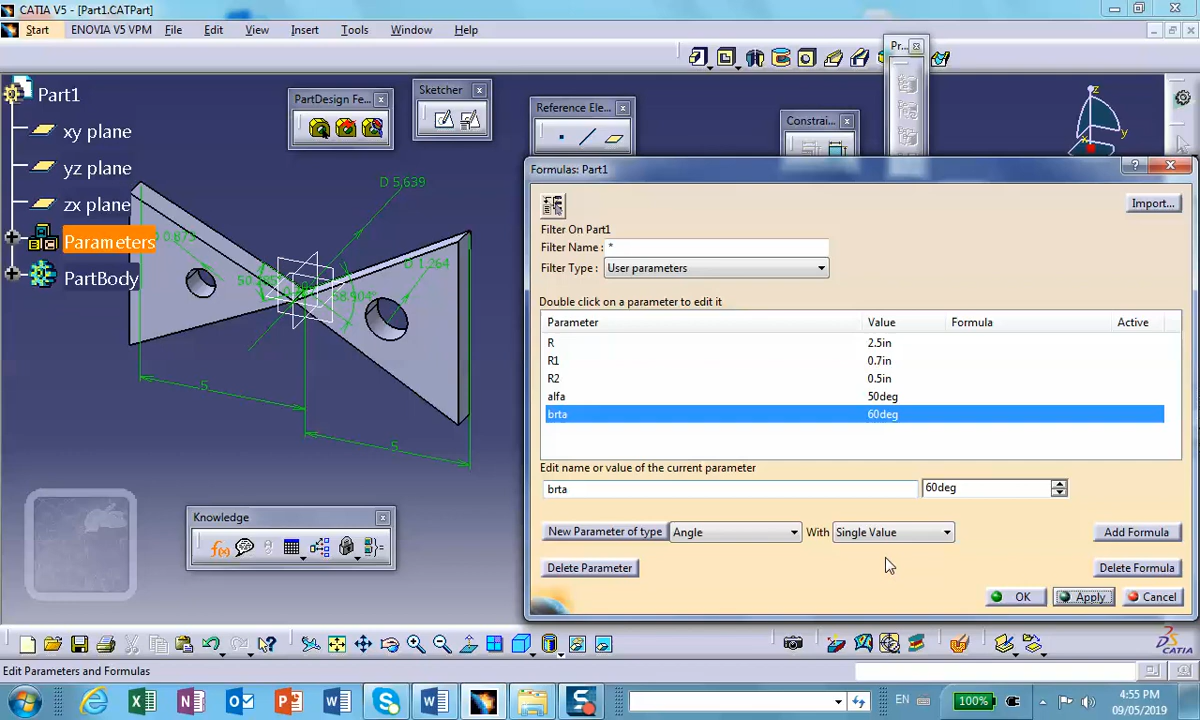 CATIA V5 - [Part1.CATPart]
Start ENOVIA V5 VPM File Edit View Insert Tools Window Help
Pr...
Part1
xy plane
yz plane
zx plane
Parameters
PartBody
PartDesign Fe...
Sketcher
Reference Ele...
Constrai...
z
y
x
D 5,639
D 1,264
5
5
Knowledge
f(x)
Formulas: Part1
Import...
Filter On Part1
Filter Name : *
Filter Type : User parameters
Double click on a parameter to edit it
Parameter Value Formula Active
R 2.5in
R1 0.7in
R2 0.5in
alfa 50deg
brta 60deg
Edit name or value of the current parameter
brta 60deg
New Parameter of type Angle With Single Value Add Formula
Delete Parameter Delete Formula
OK Apply Cancel
CATIA
Edit Parameters and Formulas
EN 100% 4:55 PM
09/05/2019